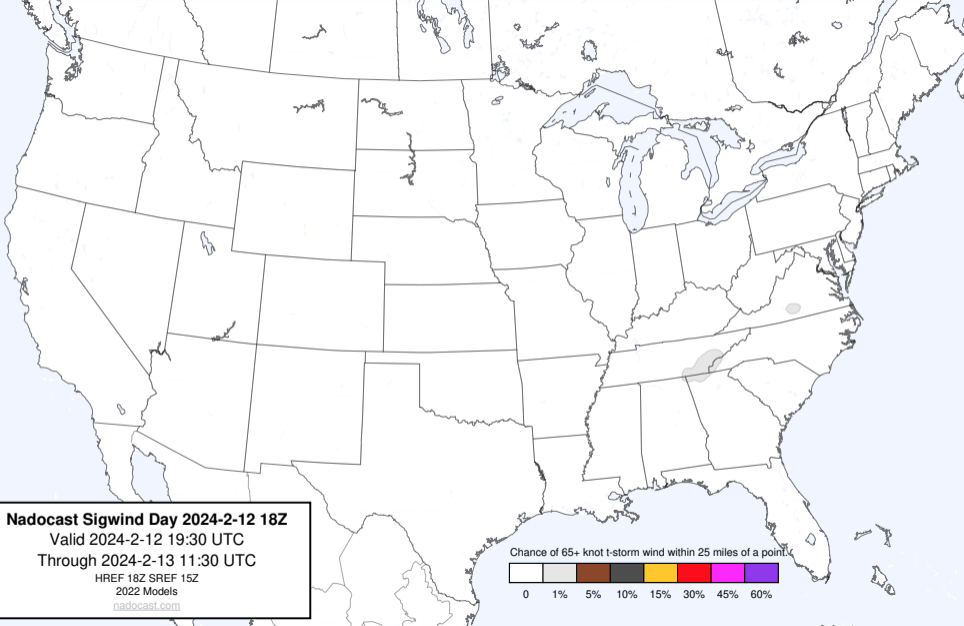 Nadocast Sigwind Day 2024-2-12 18Z
Valid 2024-2-12 19:30 UTC
Through 2024-2-13 11:30 UTC
HREF 18Z SREF 15Z
2022 Models
nadocast.com
Chance of 65+ knot t-storm wind within 25 miles of a point.
0 1% 5% 10% 15% 30% 45% 60%